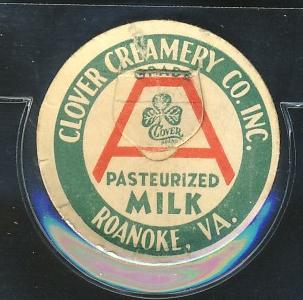 CLOVER CREAMERY CO. INC.
GRADE
A
CLOVER
BRAND
PASTEURIZED
MILK
ROANOKE, VA.